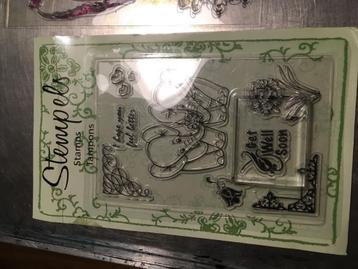 Stempels
Stamps
Tampons
I hope you
feel better
Get
Well
Soon